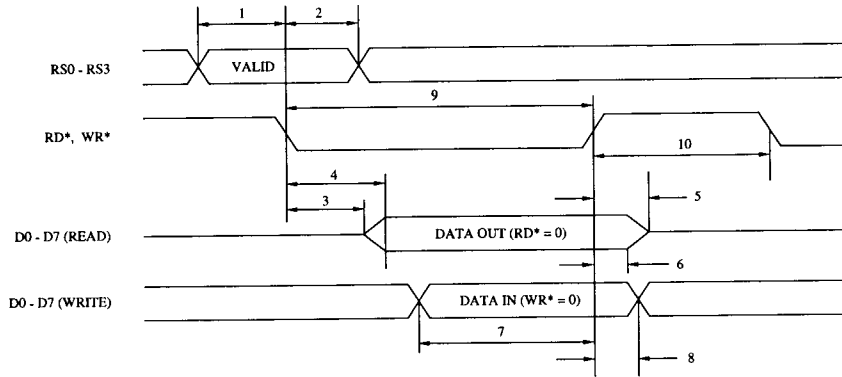 1 2
RS0 - RS3 VALID
9
RD*, WR*
10
4
3 5
D0 - D7 (READ) DATA OUT (RD* = 0)
6
D0 - D7 (WRITE) DATA IN (WR* = 0)
7
8